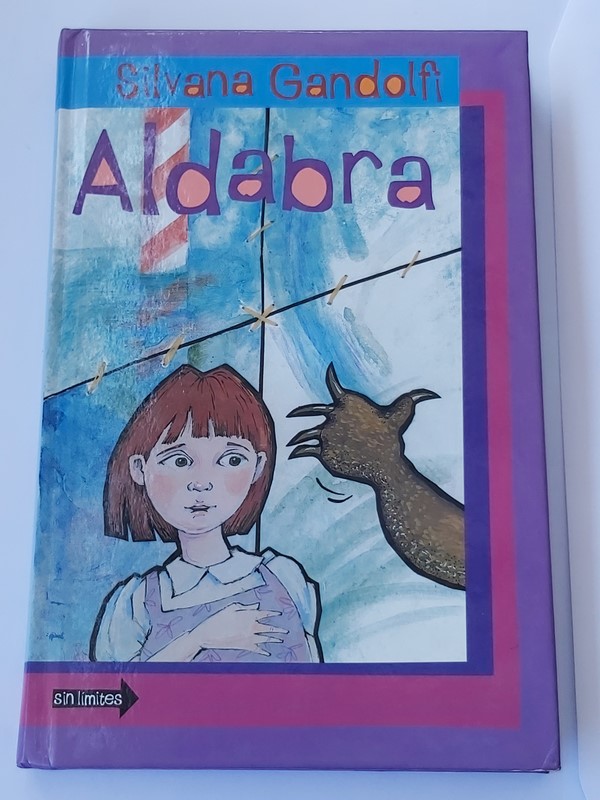 Silvana Gandolfi
Aldabra
sin límites